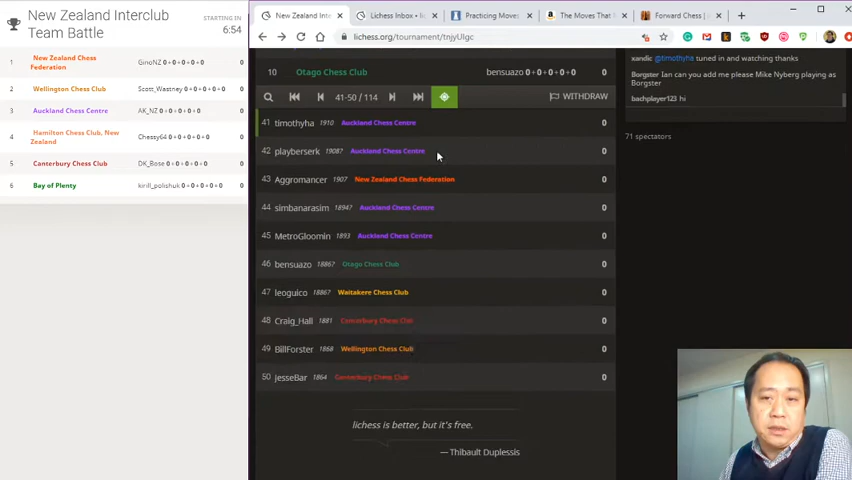 New Zealand Interclub
Team Battle
STARTING IN
6:54
1 New Zealand Chess Federation GinoNZ 0+0+0+0+0 0
2 Wellington Chess Club Scott_Wastney 0+0+0+0+0 0
3 Auckland Chess Centre AK_NZ 0+0+0+0+0 0
4 Hamilton Chess Club, New Zealand Chessy64 0+0+0+0+0 0
5 Canterbury Chess Club DK_Bose 0+0+0+0+0 0
6 Bay of Plenty kirill_polishuk 0+0+0+0+0 0
New Zealand Inte
Lichess Inbox • li
Practicing Moves
The Moves That
Forward Chess |
lichess.org/tournament/tnjyUIgc
10 Otago Chess Club bensuazo 0+0+0+0+0 0
41-50 / 114
WITHDRAW
41 timothyha 1910 Auckland Chess Centre 0
42 playberserk 1908? Auckland Chess Centre 0
43 Aggromancer 1907 New Zealand Chess Federation 0
44 simbanarasim 1894? Auckland Chess Centre 0
45 MetroGloomin 1893 Auckland Chess Centre 0
46 bensuazo 1886? Otago Chess Club 0
47 leoguico 1886? Waitakere Chess Club 0
48 Craig_Hall 1881 Canterbury Chess Club 0
49 BillForster 1868 Wellington Chess Club 0
50 JesseBar 1864 Canterbury Chess Club 0
lichess is better, but it's free.
— Thibault Duplessis
xandic @timothyha tuned in and watching thanks
Borgster Ian can you add me please Mike Nyberg playing as
Borgster
bachplayer123 hi
71 spectators